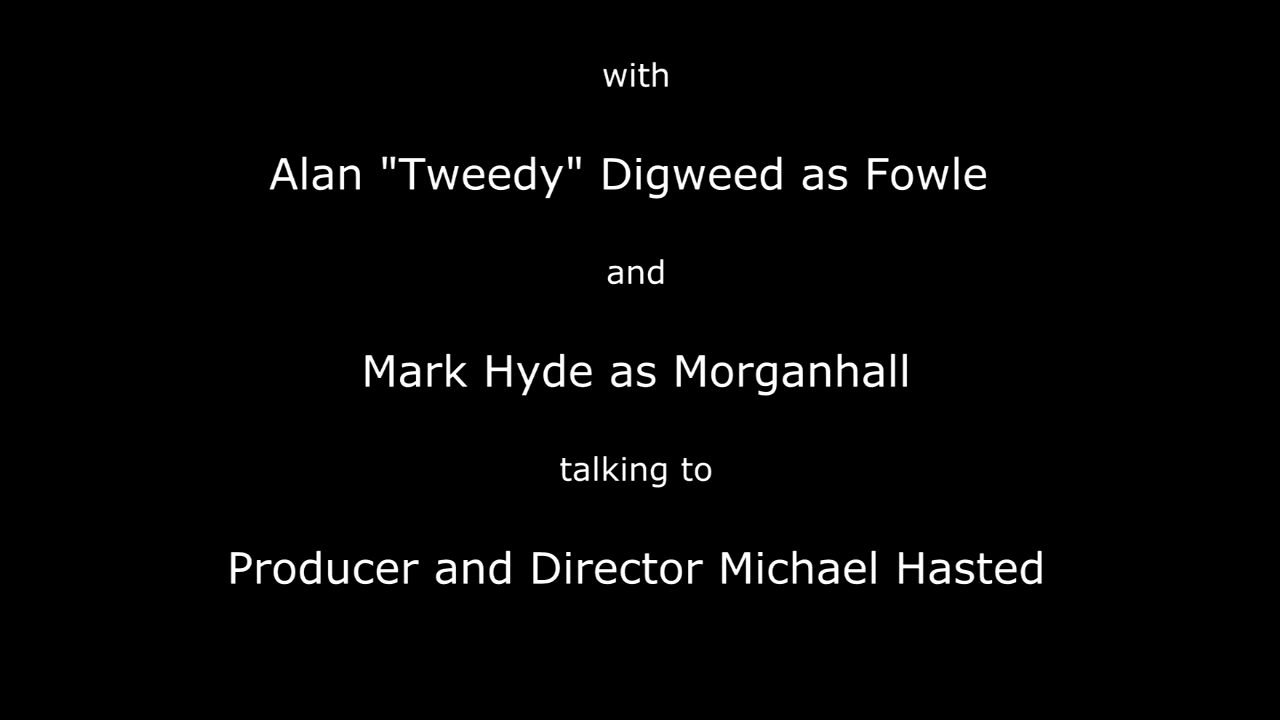 with
Alan "Tweedy" Digweed as Fowle
and
Mark Hyde as Morganhall
talking to
Producer and Director Michael Hasted